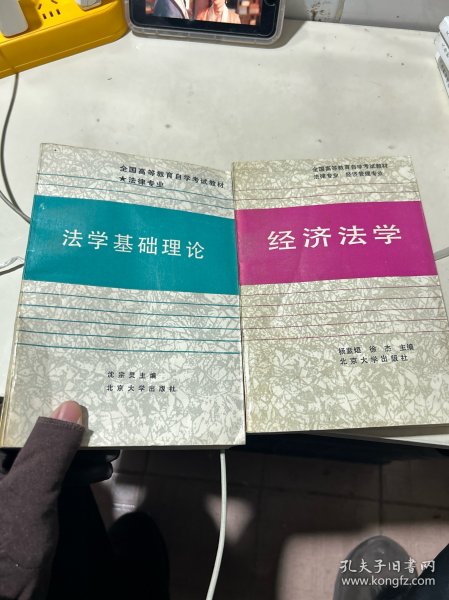 全国高等教育自学考试教材
★法律专业
法学基础理论
沈宗灵主编
北京大学出版社
全国高等教育自学考试教材
法律专业 经济管理专业
经济法学
杨紫烜 徐杰 主编
北京大学出版社
孔夫子旧书网
www.kongfz.com